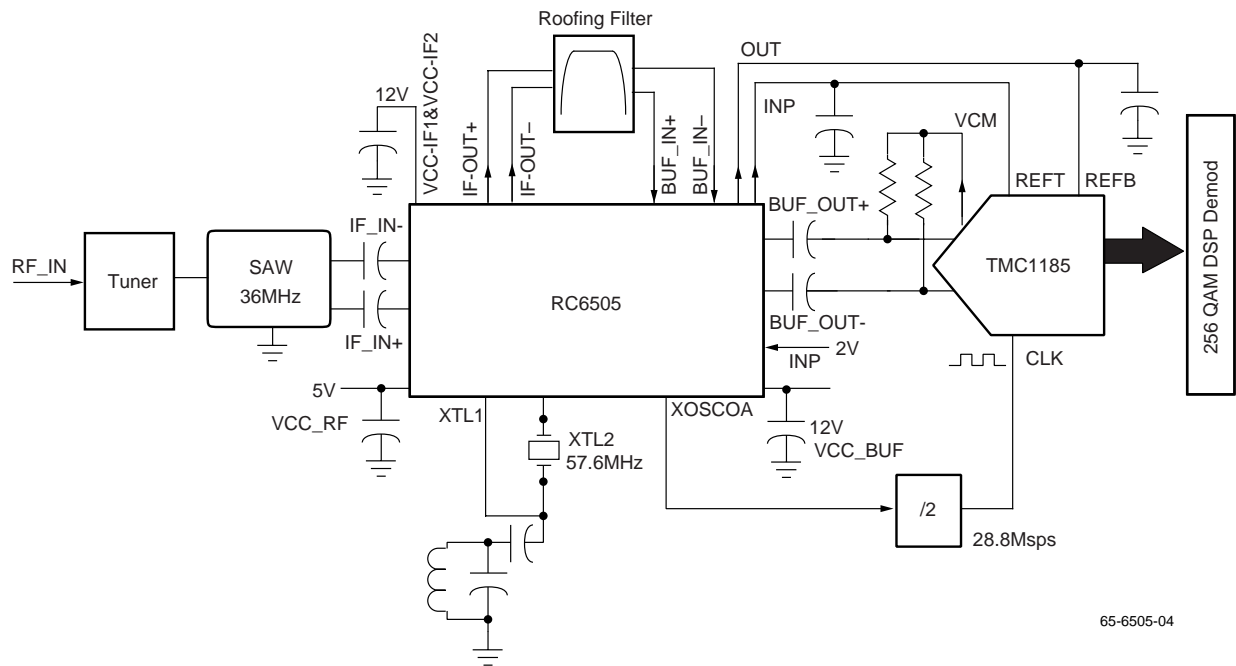 Roofing Filter
OUT
12V
VCC-IF1&VCC-IF2
IF-OUT+
IF-OUT–
BUF_IN+
BUF_IN–
INP
VCM
REFT
REFB
BUF_OUT+
IF_IN-
RF_IN
Tuner
SAW
36MHz
RC6505
TMC1185
256 QAM DSP Demod
IF_IN+
BUF_OUT-
INP
2V
CLK
5V
VCC_RF
XTL1
XOSCOA
12V
VCC_BUF
XTL2
57.6MHz
/2
28.8Msps
65-6505-04